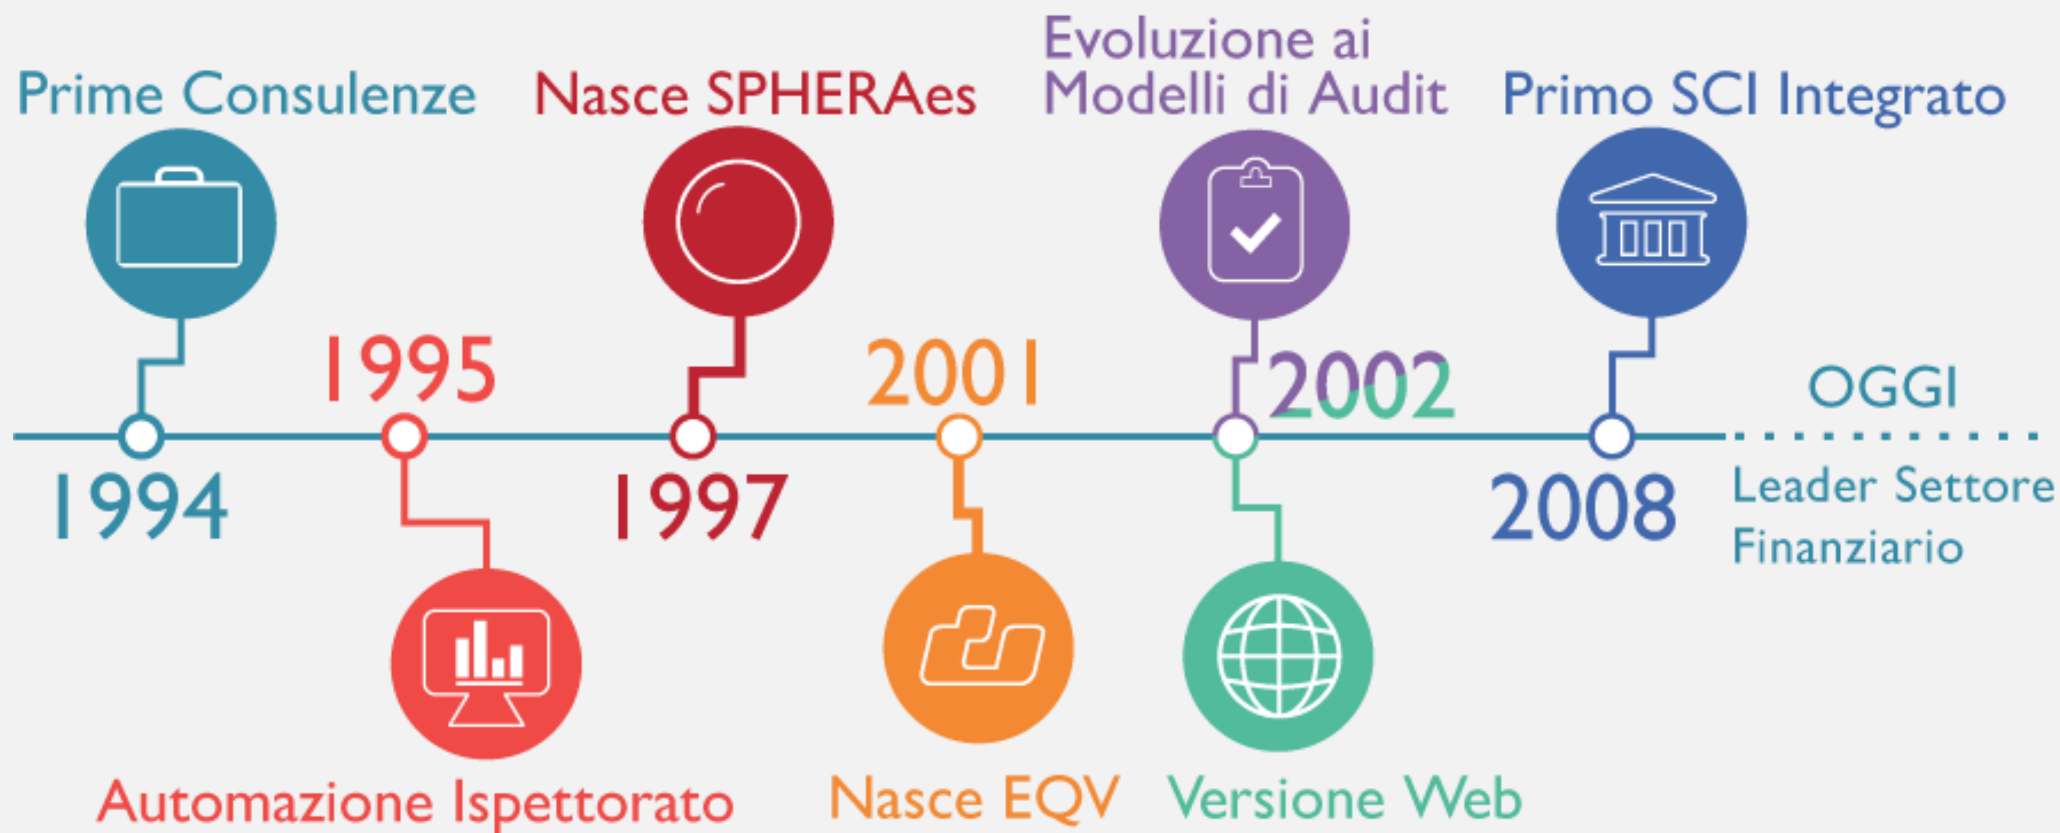 Prime Consulenze
Nasce SPHERAes
Evoluzione ai
Modelli di Audit
Primo SCI Integrato
1995
2001
2002
OGGI
1994
1997
2008
Leader Settore
Finanziario
Automazione Ispettorato
Nasce EQV
Versione Web